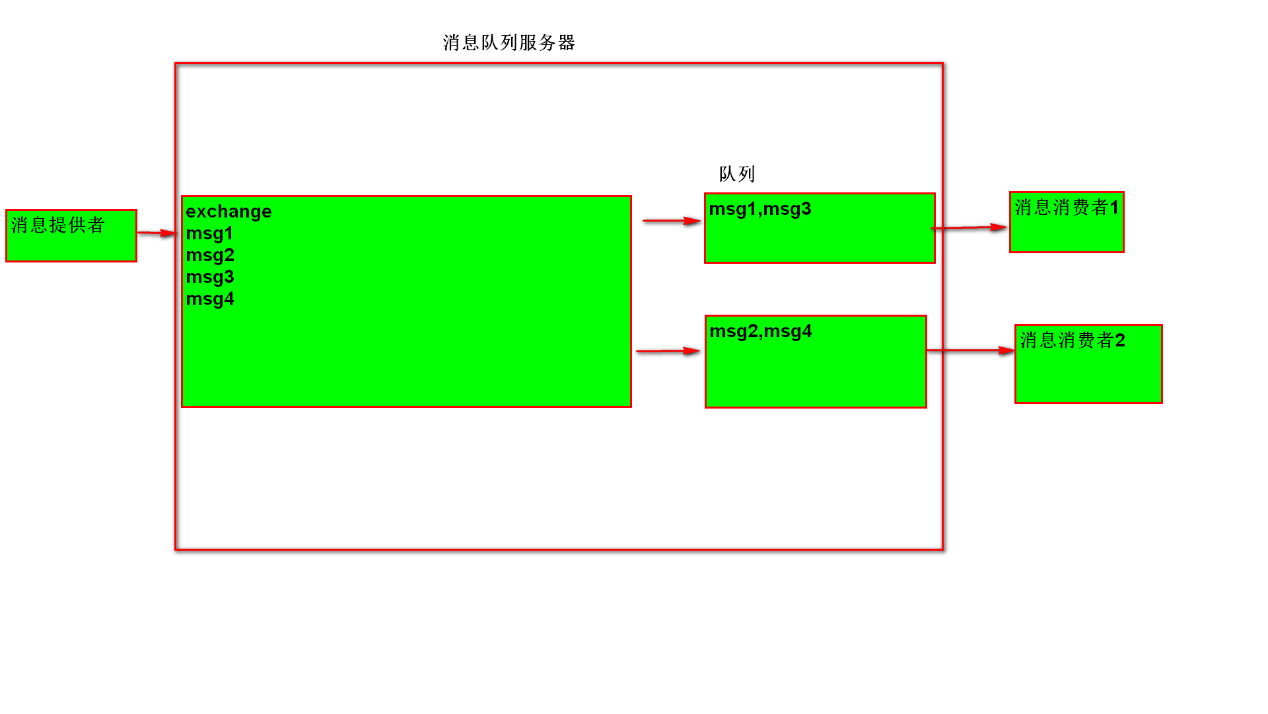 消息队列服务器
队列
消息提供者
exchange
msg1
msg2
msg3
msg4
msg1,msg3
消息消费者1
msg2,msg4
消息消费者2